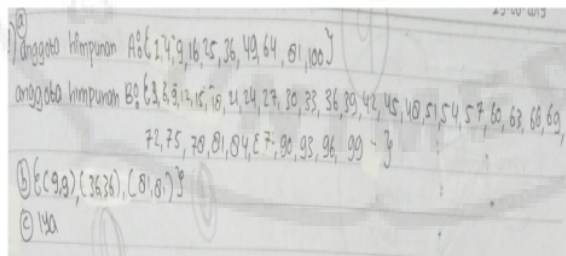 (a)
1) anggota himpunan A: {1,4,9,16,25,36,49,64,81,100}
anggota himpunan B: {3,6,9,12,15,18,21,24,27,30,33,36,39,42,45,48,51,54,57,60,63,66,69,
72,75,78,81,84,87,90,93,96,99 - }
(b) {(9,9),(36,36),(81,81)}
(c) iya